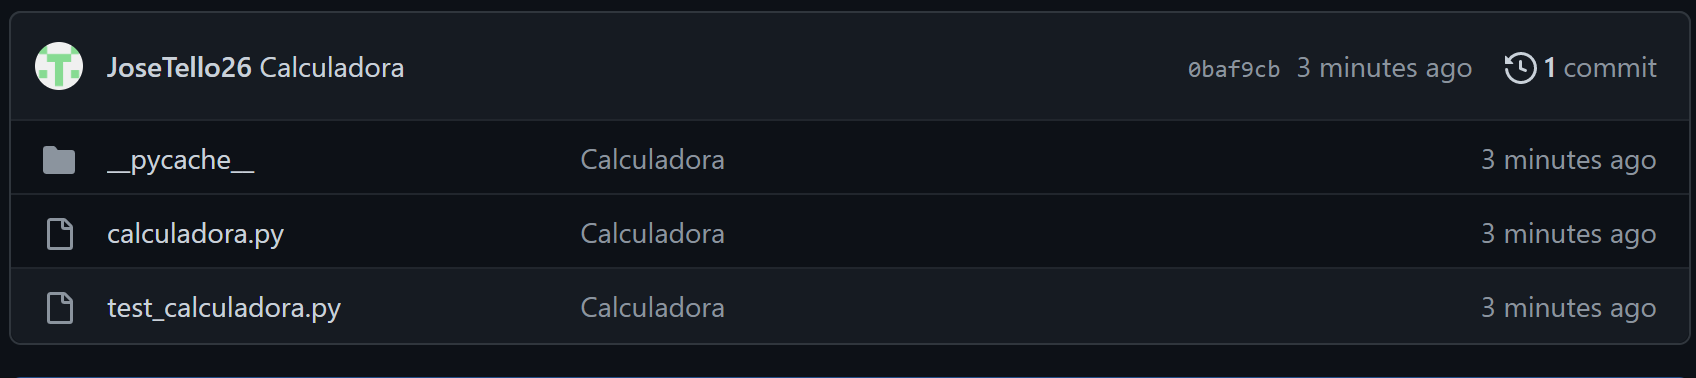 JoseTello26 Calculadora 0baf9cb 3 minutes ago 1 commit
__pycache__ Calculadora 3 minutes ago
calculadora.py Calculadora 3 minutes ago
test_calculadora.py Calculadora 3 minutes ago